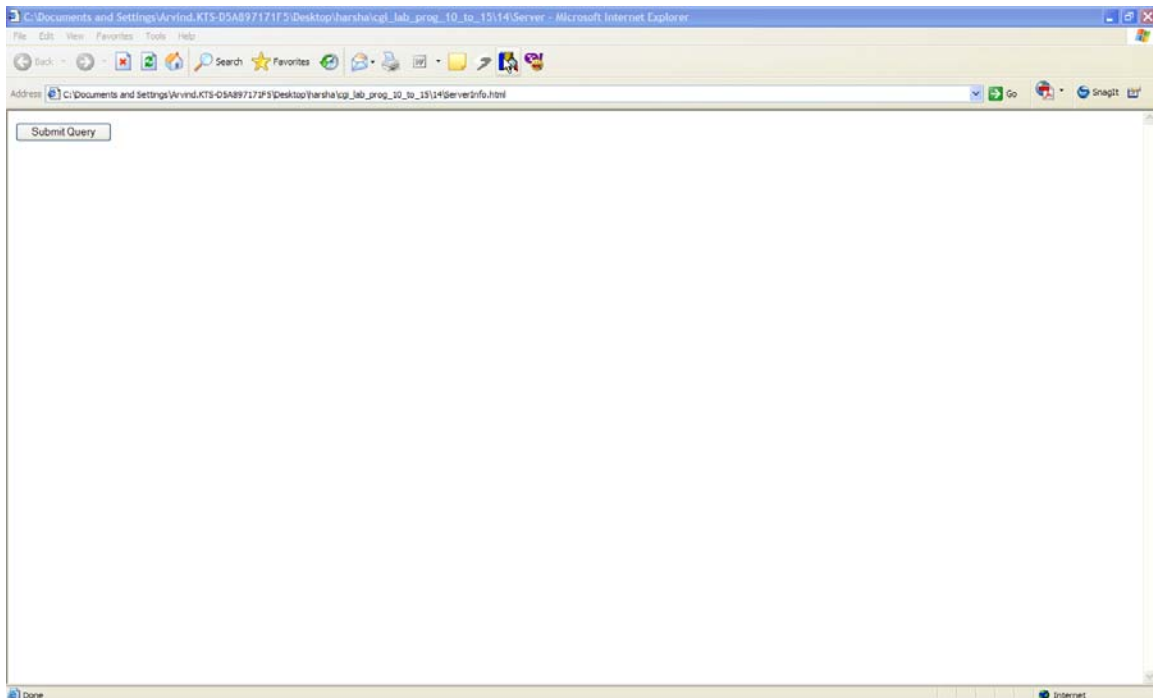 C:\Documents and Settings\Arvind.KTS-D5A897171F5\Desktop\harsha\cgi_lab_prog_10_to_15\14\Server - Microsoft Internet Explorer
File Edit View Favorites Tools Help
Back Search Favorites
Address C:\Documents and Settings\Arvind.KTS-D5A897171F5\Desktop\harsha\cgi_lab_prog_10_to_15\14\ServerInfo.html Go SnagIt
Submit Query
Done Internet